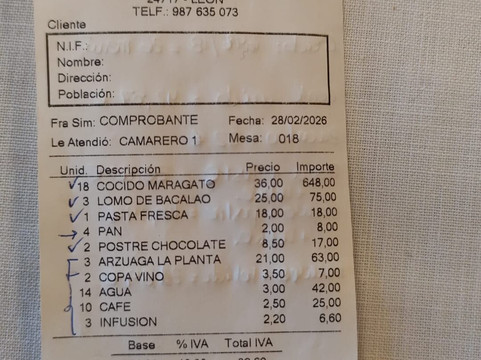 24717 - LEON
TELF.: 987 635 073
Cliente
N.I.F.:
Nombre:
Dirección:
Población:
Fra Sim: COMPROBANTE Fecha: 28/02/2026
Le Atendió: CAMARERO 1 Mesa: 018
Unid. Descripción Precio Importe
18 COCIDO MARAGATO 36,00 648,00
3 LOMO DE BACALAO 25,00 75,00
1 PASTA FRESCA 18,00 18,00
4 PAN 2,00 8,00
2 POSTRE CHOCOLATE 8,50 17,00
3 ARZUAGA LA PLANTA 21,00 63,00
2 COPA VINO 3,50 7,00
14 AGUA 3,00 42,00
10 CAFE 2,50 25,00
3 INFUSION 2,20 6,60
Base % IVA Total IVA